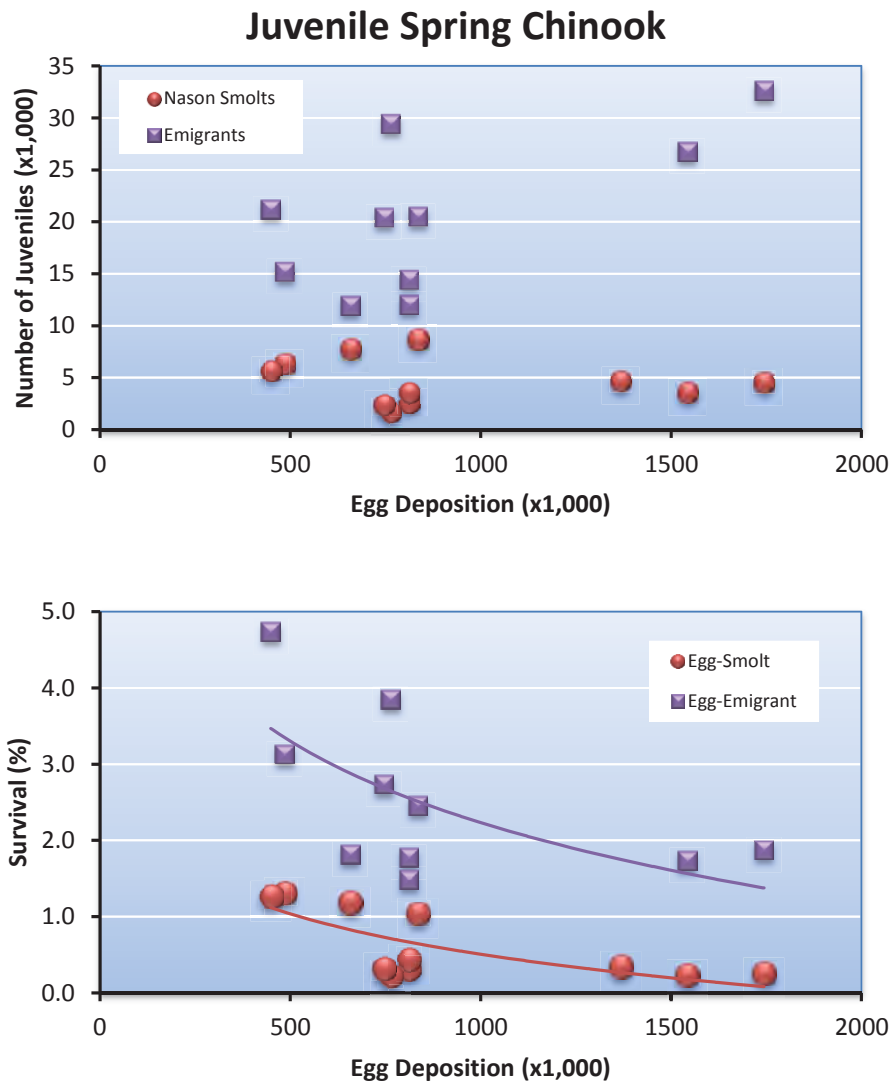 Juvenile Spring Chinook
35
30
25
20
15
10
5
0
Number of Juveniles (x1,000)
Nason Smolts
Emigrants
0 500 1000 1500 2000
Egg Deposition (x1,000)
5.0
4.0
3.0
2.0
1.0
0.0
Survival (%)
Egg-Smolt
Egg-Emigrant
0 500 1000 1500 2000
Egg Deposition (x1,000)